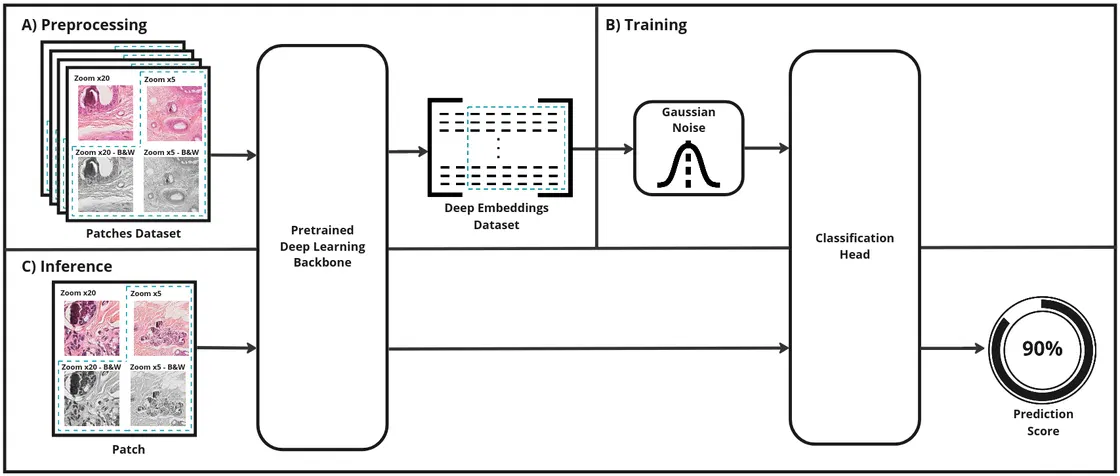 A) Preprocessing
Zoom x20
Zoom x5
Zoom x20 - B&W
Zoom x5 - B&W
Patches Dataset
Pretrained
Deep Learning
Backbone
Deep Embeddings
Dataset
B) Training
Gaussian
Noise
Classification
Head
C) Inference
Zoom x20
Zoom x5
Zoom x20 - B&W
Zoom x5 - B&W
Patch
90%
Prediction
Score